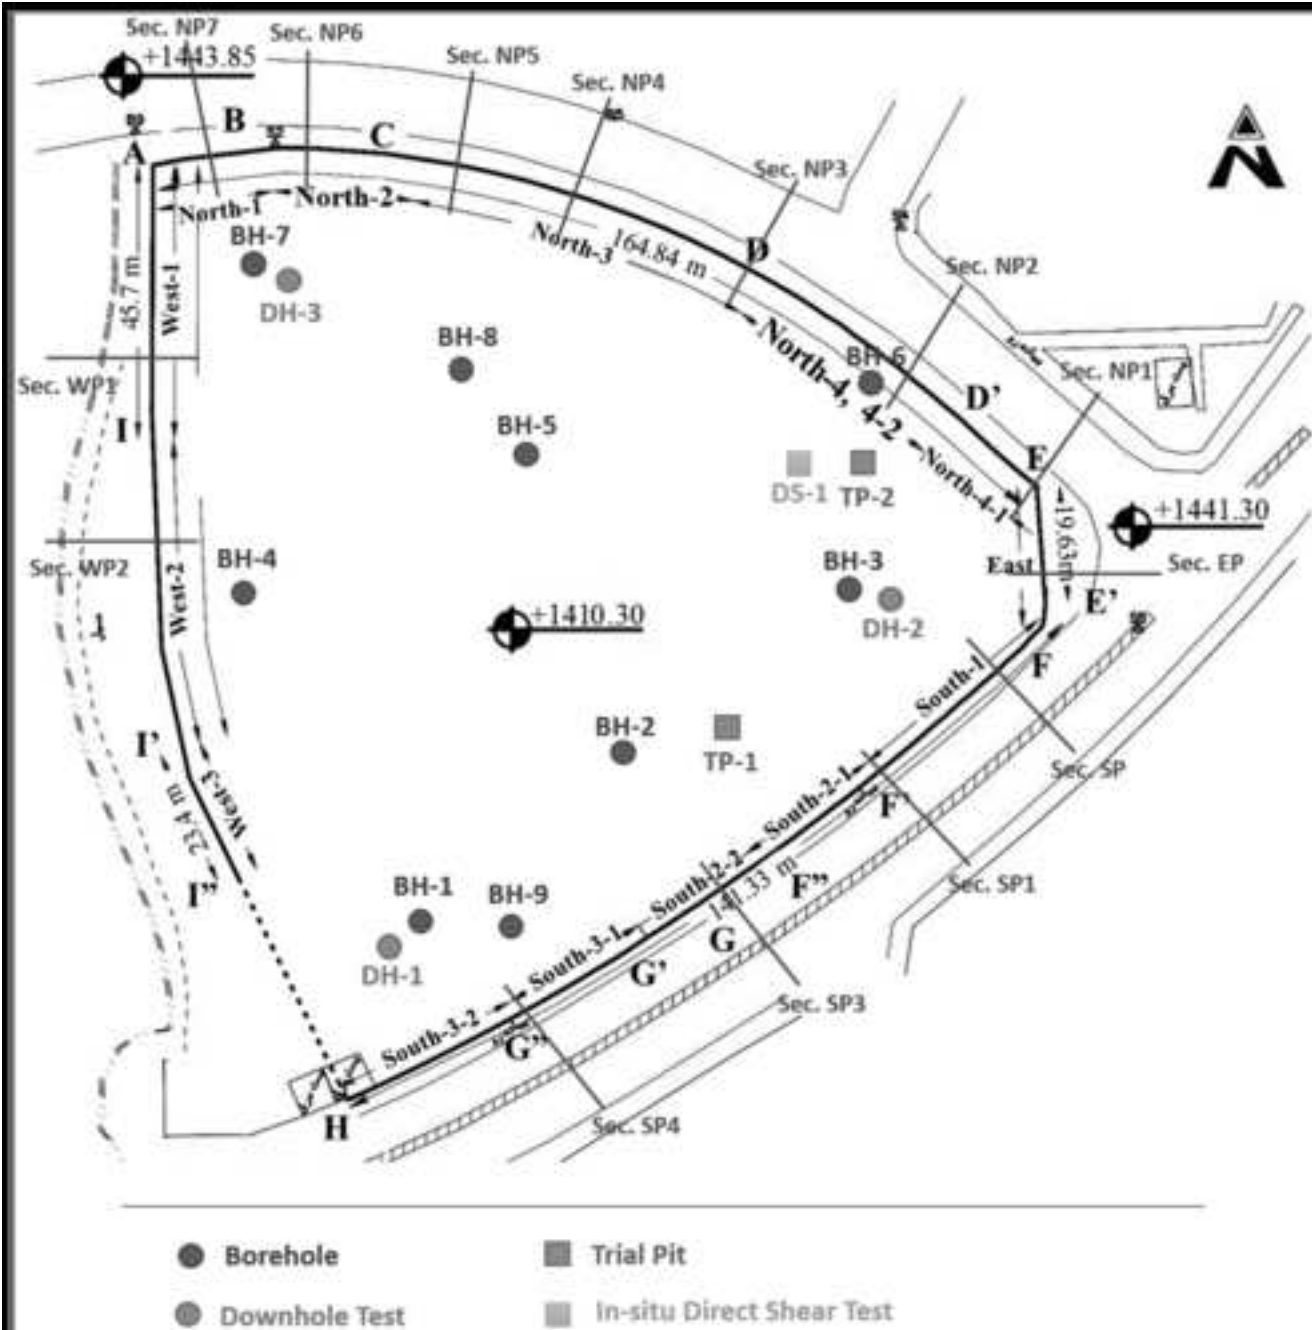 Sec. NP7
Sec. NP6
+1443.85
Sec. NP5
Sec. NP4
B
C
A
Sec. NP3
N
North-1
North-2
North-3
164.84 m
D
Sec. NP2
BH-7
DH-3
45.7 m
West-1
BH-8
North-4, 4-2
BH-6
Sec. NP1
Sec. WP1
D'
I
BH-5
E
DS-1
TP-2
North-4-1
19.63m
+1441.30
Sec. WP2
BH-4
West-2
BH-3
East
Sec. EP
+1410.30
DH-2
E'
South-1
F
I'
BH-2
TP-1
Sec. SP
23.4 m
West-3
South-2-1
F'
I"
South-2-2
141.33 m
F"
Sec. SP1
BH-1
BH-9
DH-1
South-3-1
G
G'
Sec. SP3
South-3-2
G"
H
Sec. SP4
Borehole
Trial Pit
Downhole Test
In-situ Direct Shear Test